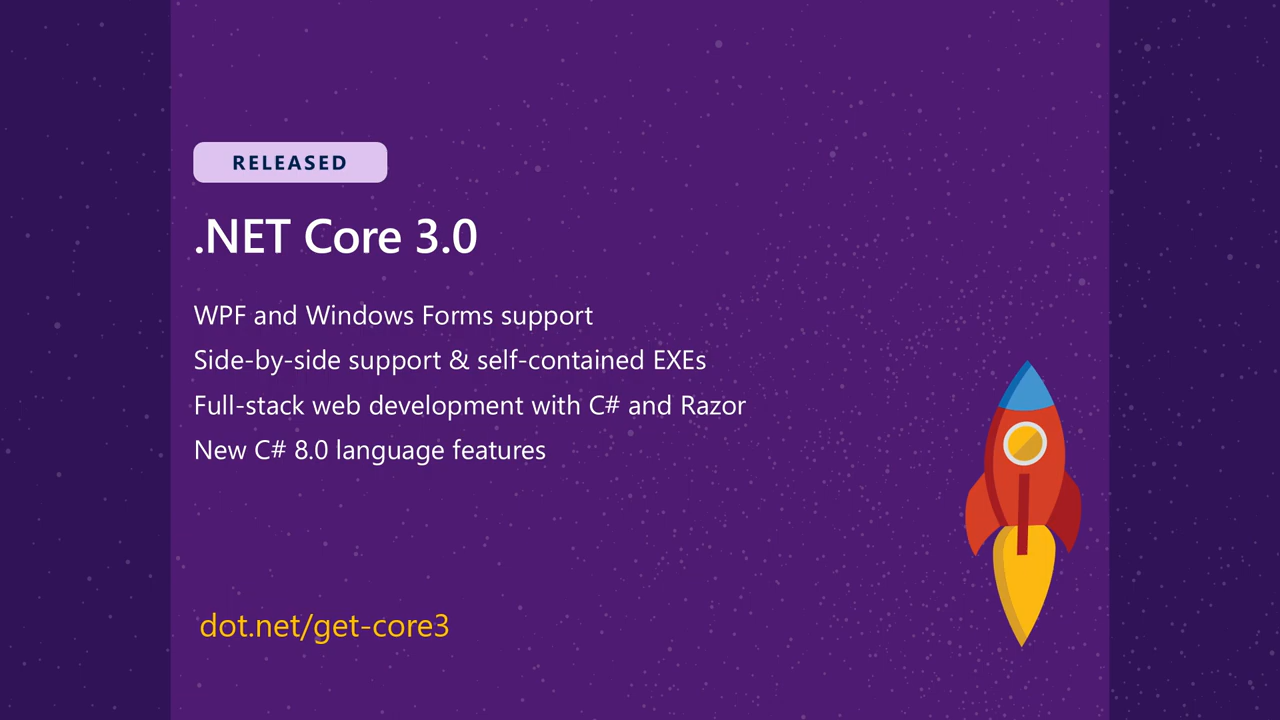 RELEASED
.NET Core 3.0
WPF and Windows Forms support
Side-by-side support & self-contained EXEs
Full-stack web development with C# and Razor
New C# 8.0 language features
dot.net/get-core3